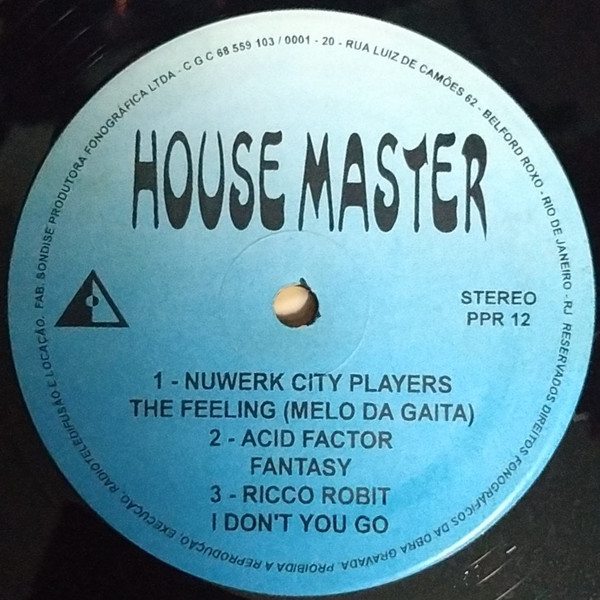 FAB. SONDISE PRODUTORA FONOGRÁFICA LTDA - C G C 68 559 103 / 0001 - 20 - RUA LUIZ DE CAMÕES 62 - BELFORD ROXO - RIO DE JANEIRO - RJ RESERVADOS DIREITOS FONOGRÁFICOS DA OBRA GRAVADA. PROIBIDA A REPRODUÇÃO, EXECUÇÃO, RADIOTELEDIFUSÃO E LOCAÇÃO.
HOUSE MASTER
STEREO
PPR 12
1 - NUWERK CITY PLAYERS
THE FEELING (MELO DA GAITA)
2 - ACID FACTOR
FANTASY
3 - RICCO ROBIT
I DON'T YOU GO